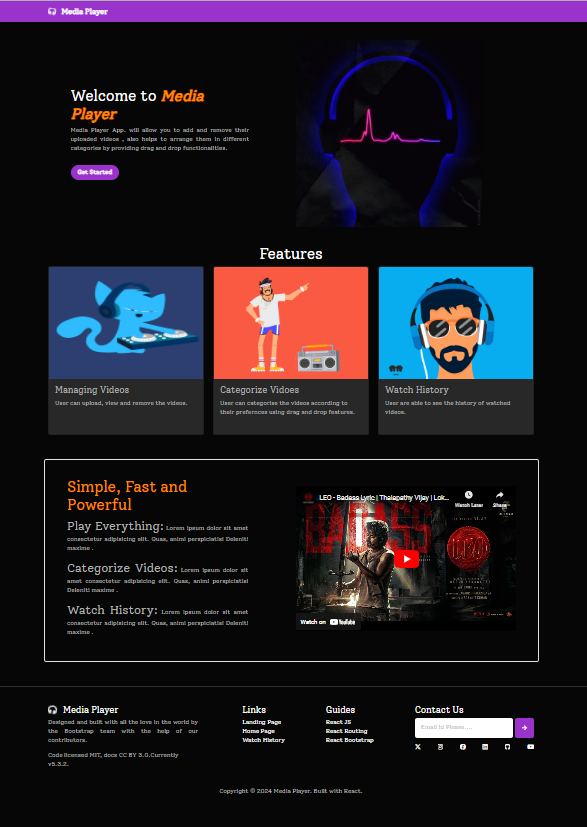 Media Player
Welcome to Media
Player
Media Player App. will allow you to add and remove their
uploaded videos , also helps to arrange them in different
catagories by providing drag and drop functionalities.
Get Started
Features
Managing Videos
User can upload, view and remove the videos.
Categorize Vidoes
User can categorise the videos according to
their prefernces using drag and drop features.
Watch History
User are able to see the history of watched
videos.
Simple, Fast and
Powerful
Play Everything: Lorem ipsum dolor sit amet
consectetur adipisicing elit. Quas, animi perspiciatis! Deleniti
maxime .
Categorize Videos: Lorem ipsum dolor sit
amet consectetur adipisicing elit. Quas, animi perspiciatis!
Deleniti maxime .
Watch History: Lorem ipsum dolor sit amet
consectetur adipisicing elit. Quas, animi perspiciatis! Deleniti
maxime .
LEO - Badass Lyric | Thalapathy Vijay | Lok...
Watch Later
Share
BADASS
LEO
Watch on YouTube
Media Player
Designed and built with all the love in the world by
the Bootstrap team with the help of our
contributors.
Code licensed MIT, docs CC BY 3.0.Currently
v5.3.2.
Links
Landing Page
Home Page
Watch History
Guides
React JS
React Routing
React Bootstrap
Contact Us
Email Id Please....
Copyright © 2024 Media Player. Built with React.